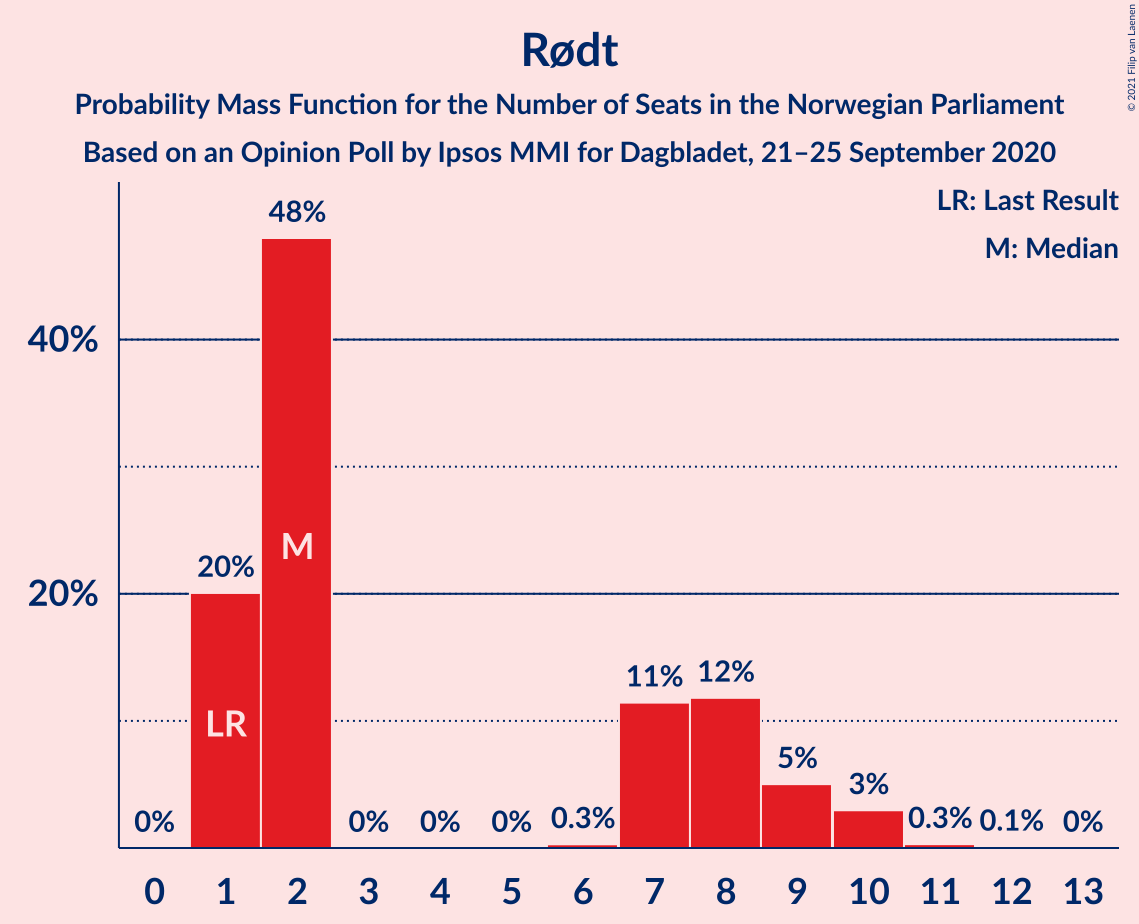 Rødt
Probability Mass Function for the Number of Seats in the Norwegian Parliament
Based on an Opinion Poll by Ipsos MMI for Dagbladet, 21–25 September 2020
© 2021 Filip van Laenen
LR: Last Result
M: Median
40%
20%
0% 20% 48% 0% 0% 0% 0.3% 11% 12% 5% 3% 0.3% 0.1% 0%
LR M
0 1 2 3 4 5 6 7 8 9 10 11 12 13